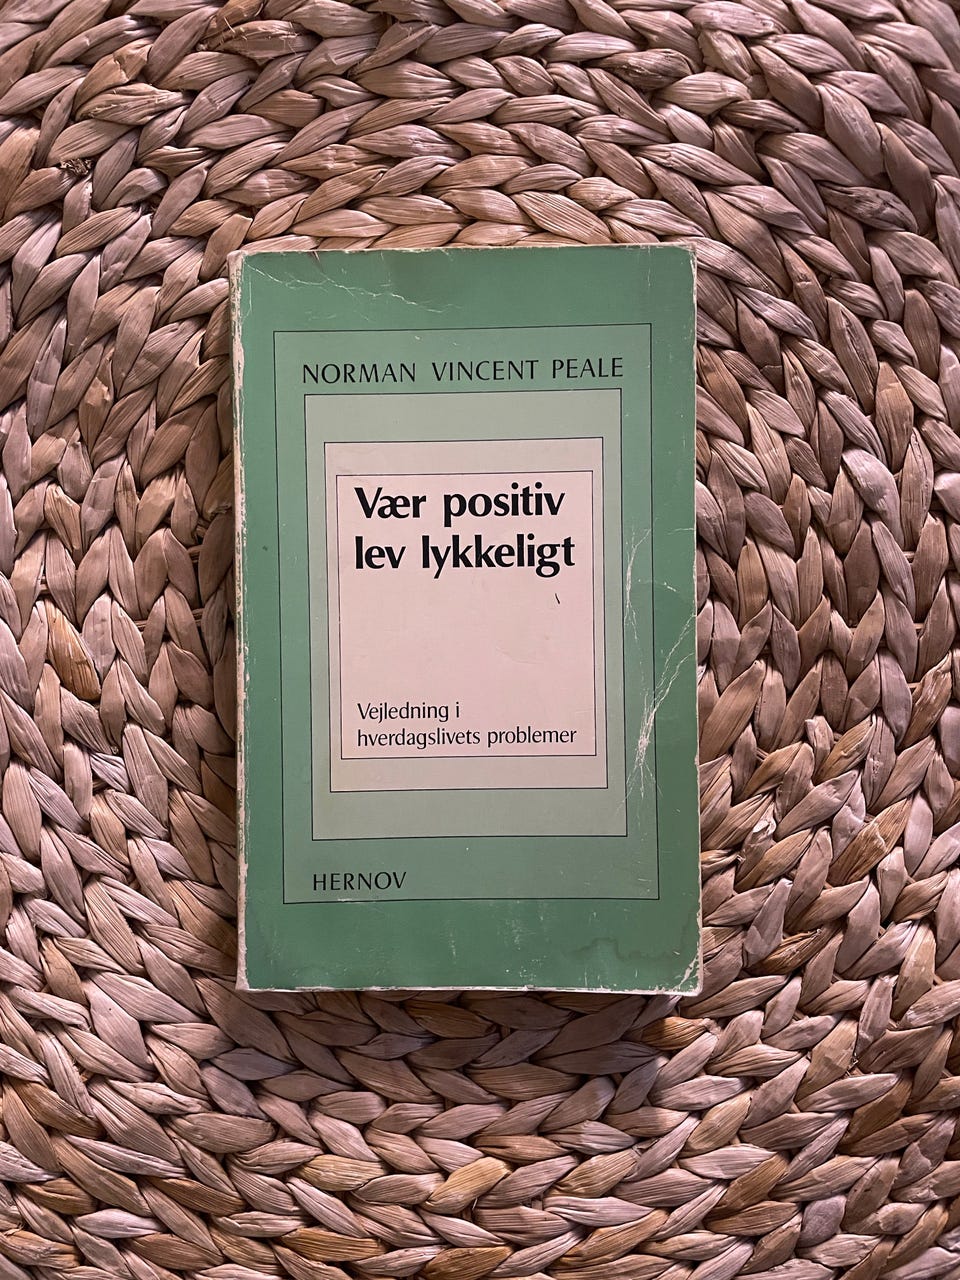 NORMAN VINCENT PEALE
Vær positiv
lev lykkeligt
Vejledning i
hverdagslivets problemer
HERNOV